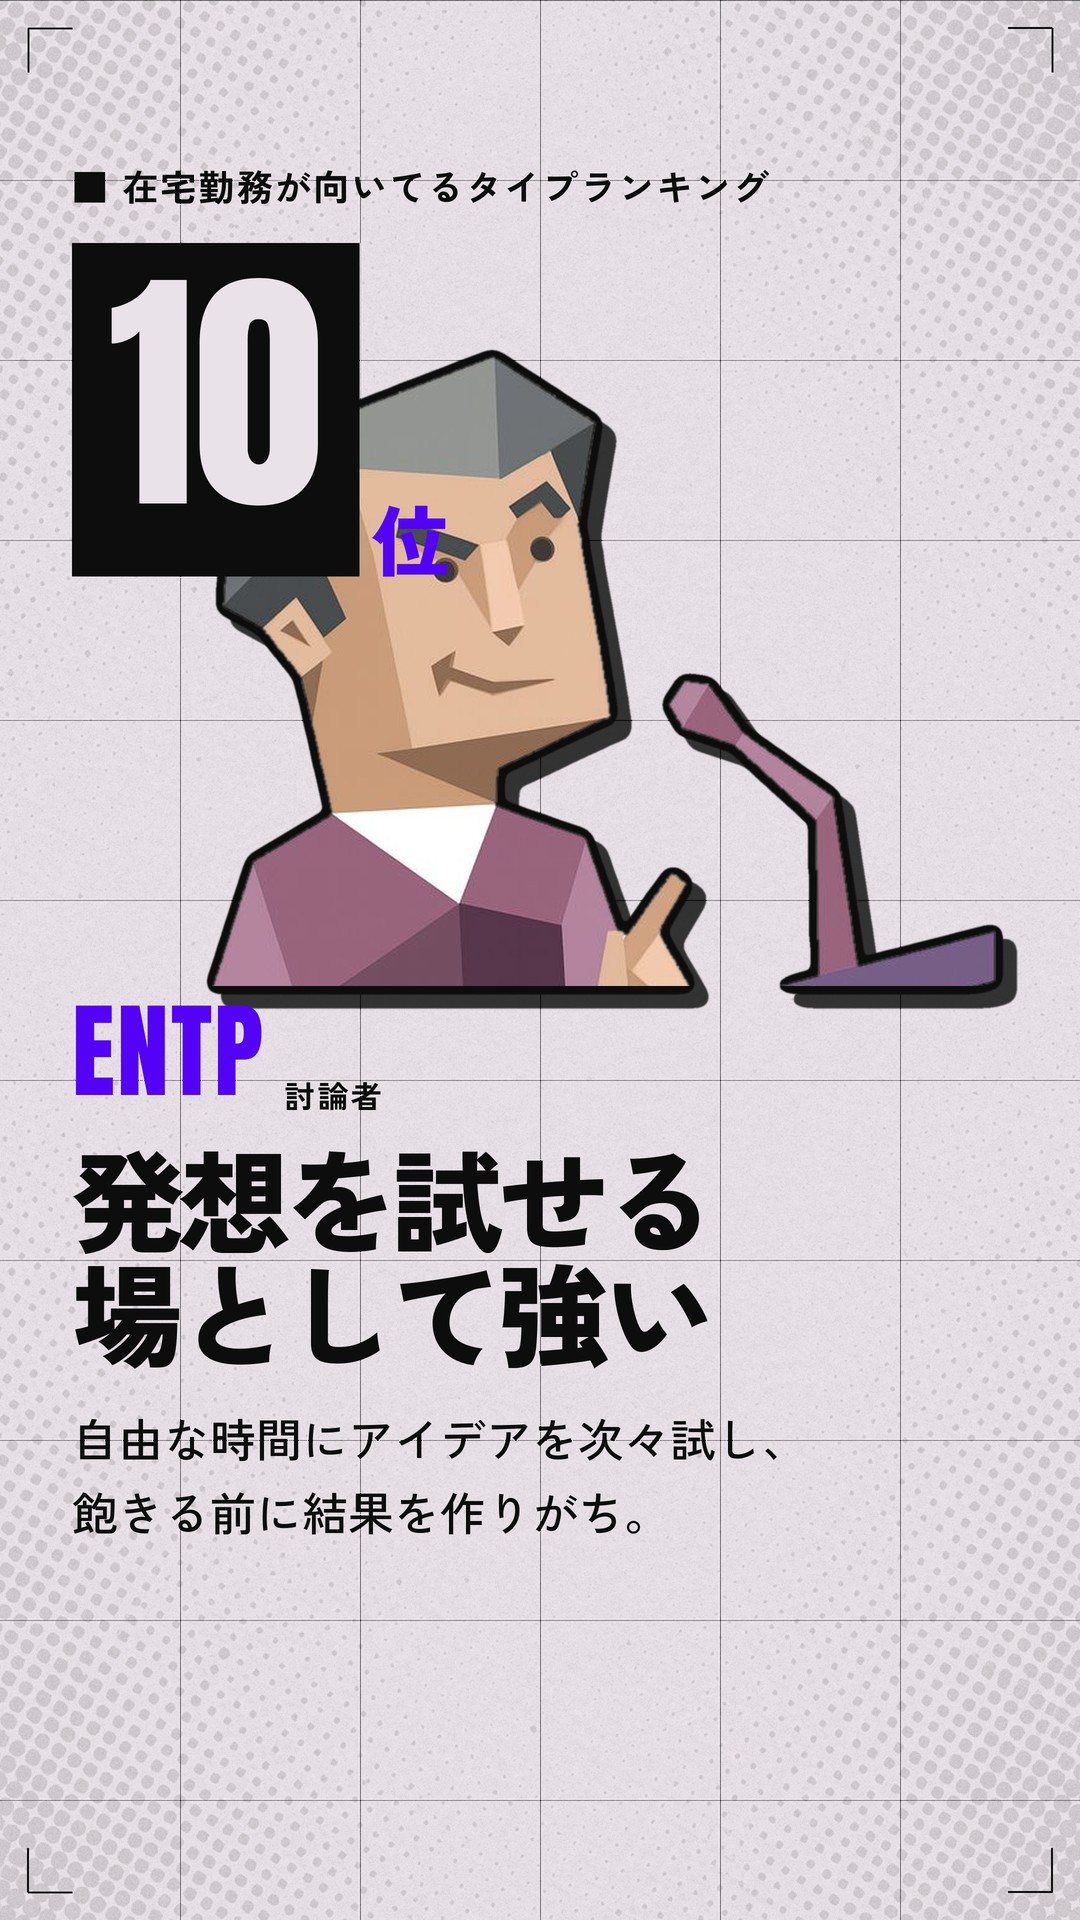 ■ 在宅勤務が向いてるタイプランキング
10位
ENTP 討論者
発想を試せる
場として強い
自由な時間にアイデアを次々試し、
飽きる前に結果を作りがち。